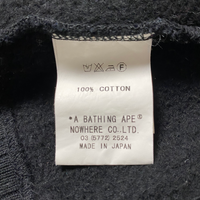 F
100% COTTON
*A BATHING APE®
NOWHERE CO.,LTD.
03 (5772) 2524
MADE IN JAPAN